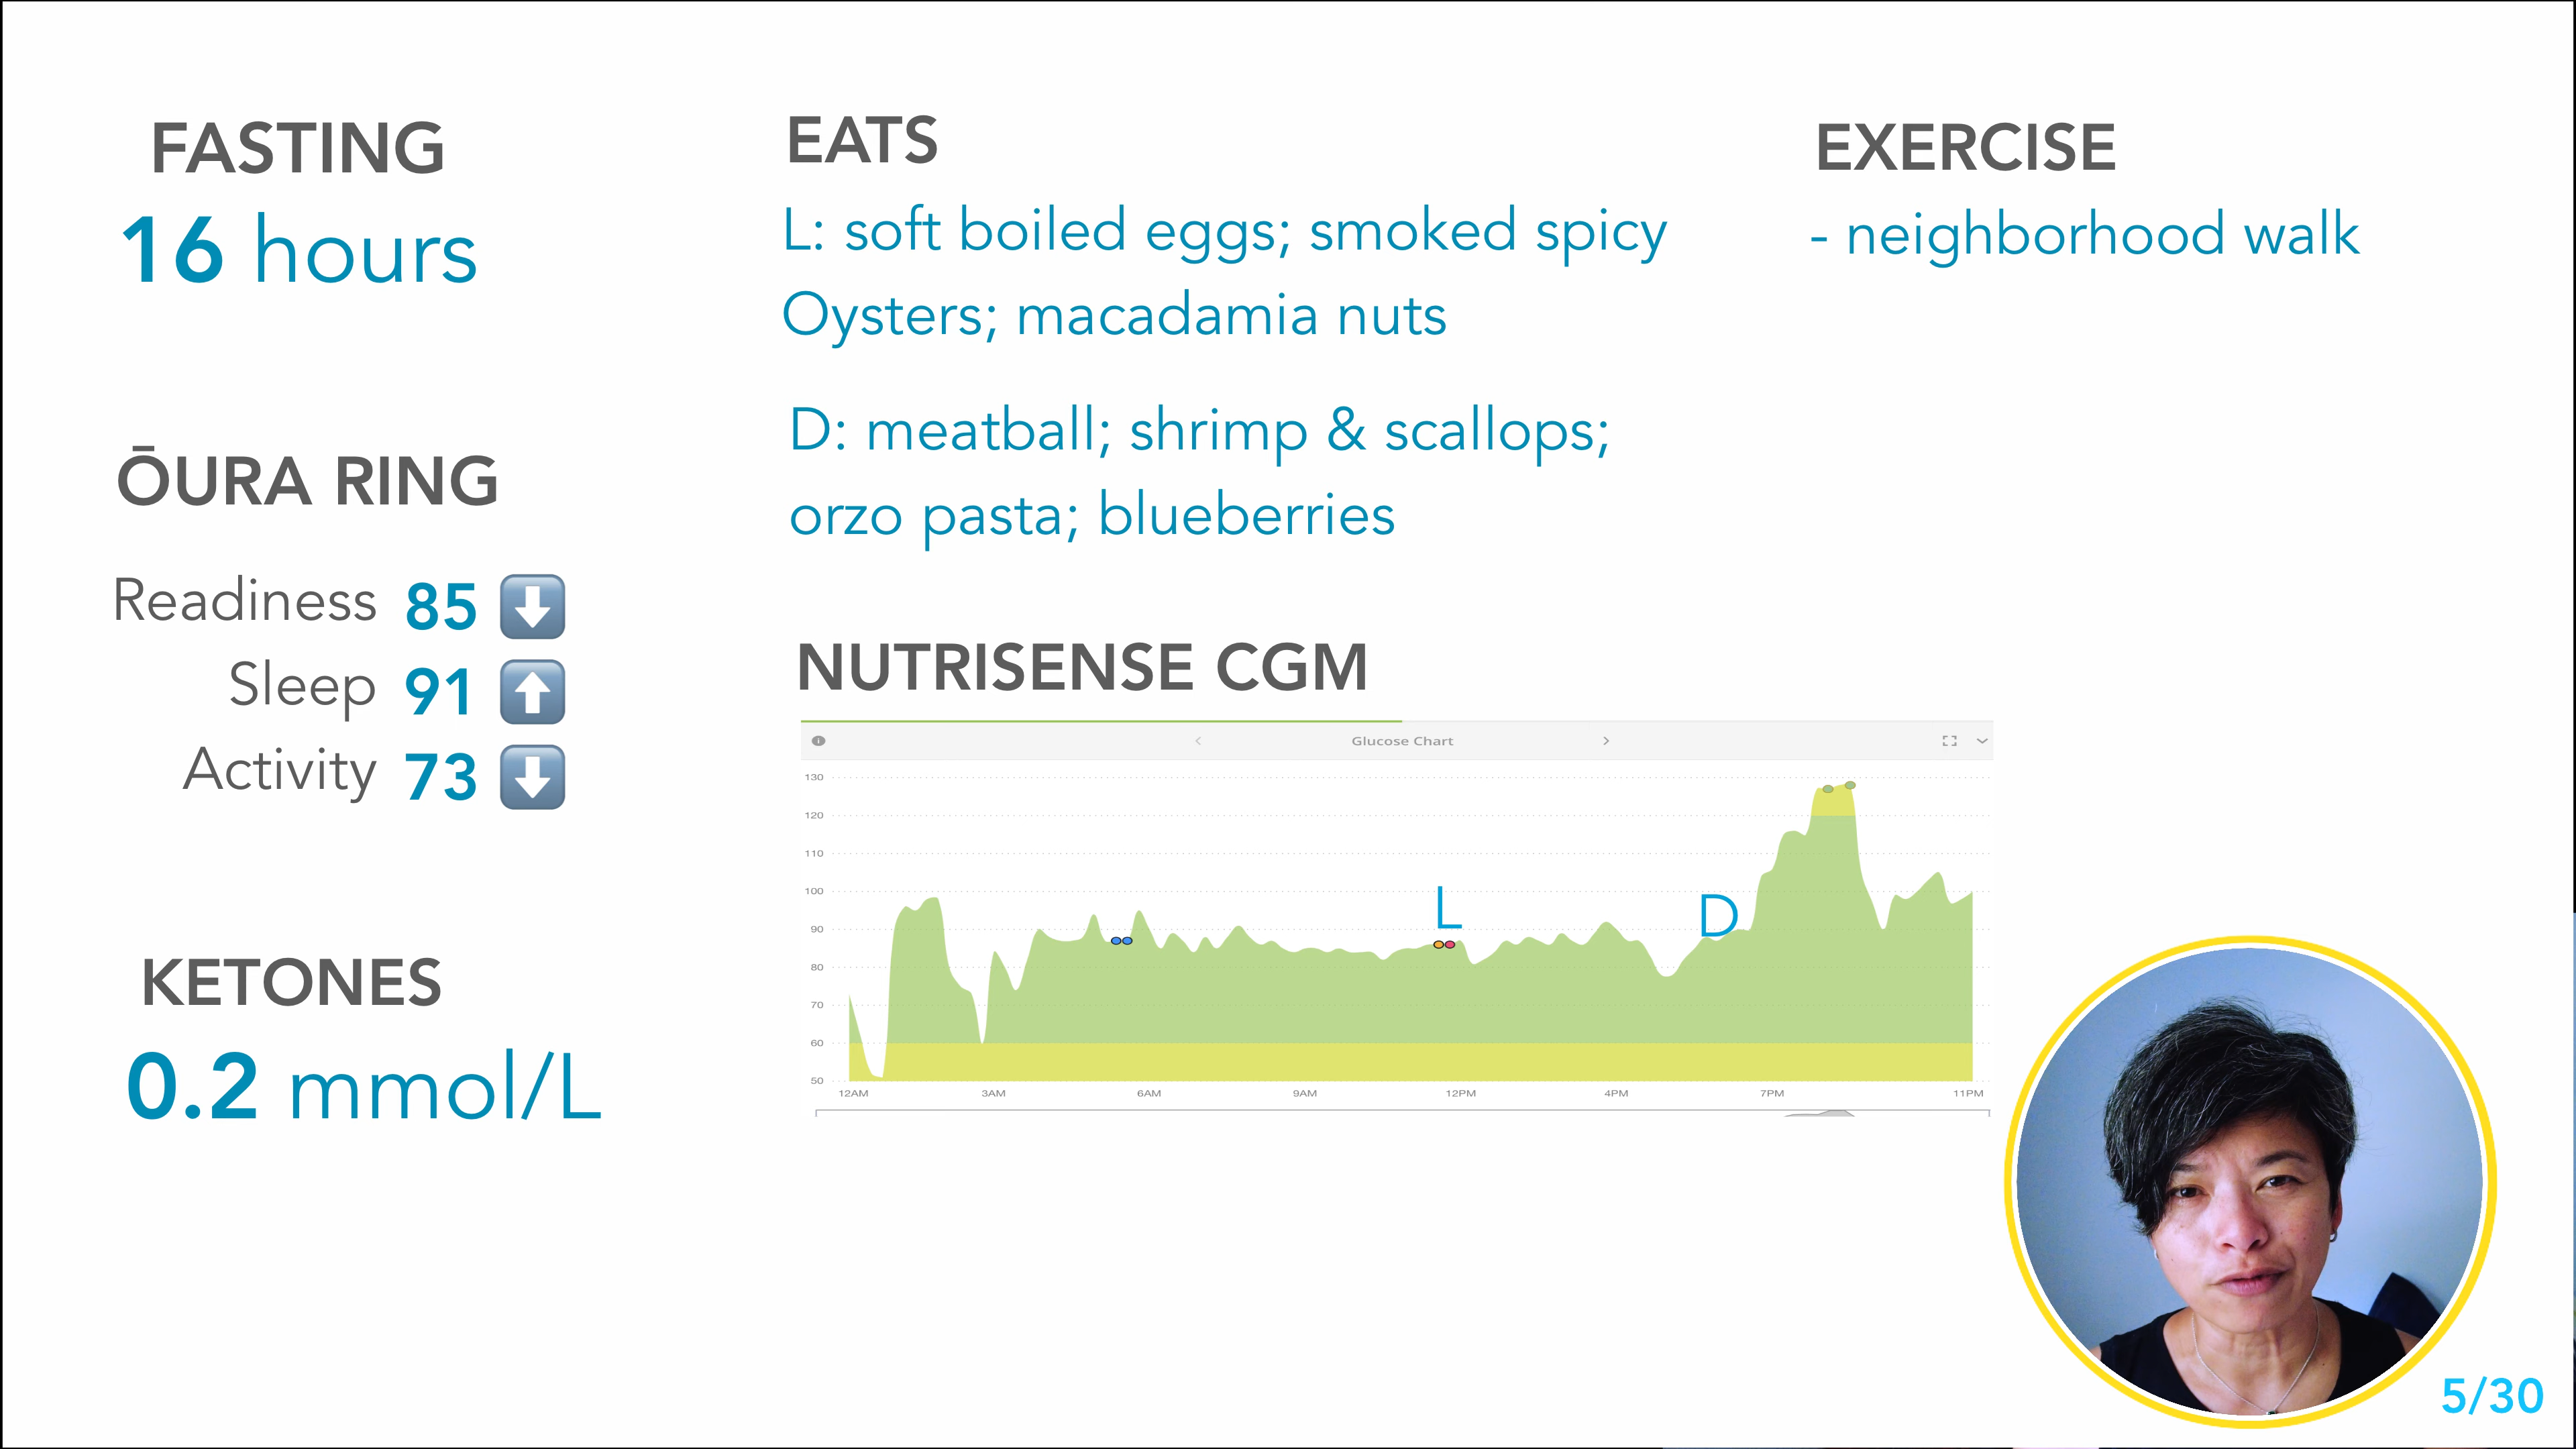 FASTING
16 hours
ŌURA RING
Readiness 85
Sleep 91
Activity 73
KETONES
0.2 mmol/L
EATS
L: soft boiled eggs; smoked spicy
Oysters; macadamia nuts
D: meatball; shrimp & scallops;
orzo pasta; blueberries
EXERCISE
- neighborhood walk
NUTRISENSE CGM
Glucose Chart
130
120
110
100
90
80
70
60
50
L
D
12AM 3AM 6AM 9AM 12PM 4PM 7PM 11PM
5/30